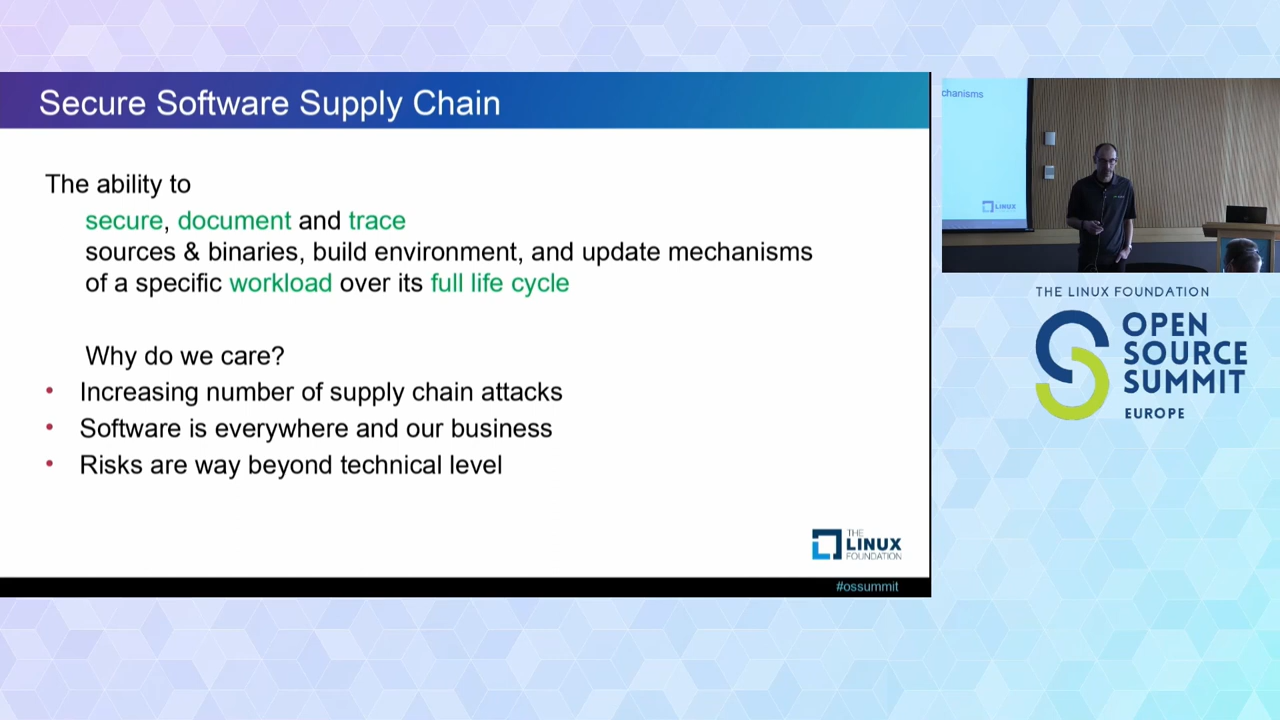 Secure Software Supply Chain
The ability to
secure, document and trace
sources & binaries, build environment, and update mechanisms
of a specific workload over its full life cycle
Why do we care?
• Increasing number of supply chain attacks
• Software is everywhere and our business
• Risks are way beyond technical level
THE
LINUX
FOUNDATION
#ossummit
chanisms
LINUX
THE LINUX FOUNDATION
OPEN
SOURCE
SUMMIT
EUROPE